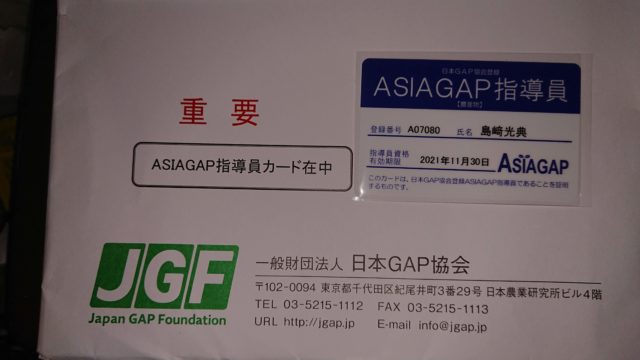 重要
ASIAGAP指導員カード在中
日本GAP協会登録
ASIAGAP指導員
【農産物】
登録番号 A07080 氏名 島﨑光典
指導員資格
有効期限 2021年11月30日 ASIAGAP
このカードは、日本GAP協会登録ASIAGAP指導員であることを証明
するものです。
JGF
Japan GAP Foundation
一般財団法人 日本GAP協会
〒102-0094 東京都千代田区紀尾井町3番29号 日本農業研究所ビル4階
TEL 03-5215-1112 FAX 03-5215-1113
URL http://jgap.jp E-mail info@jgap.jp